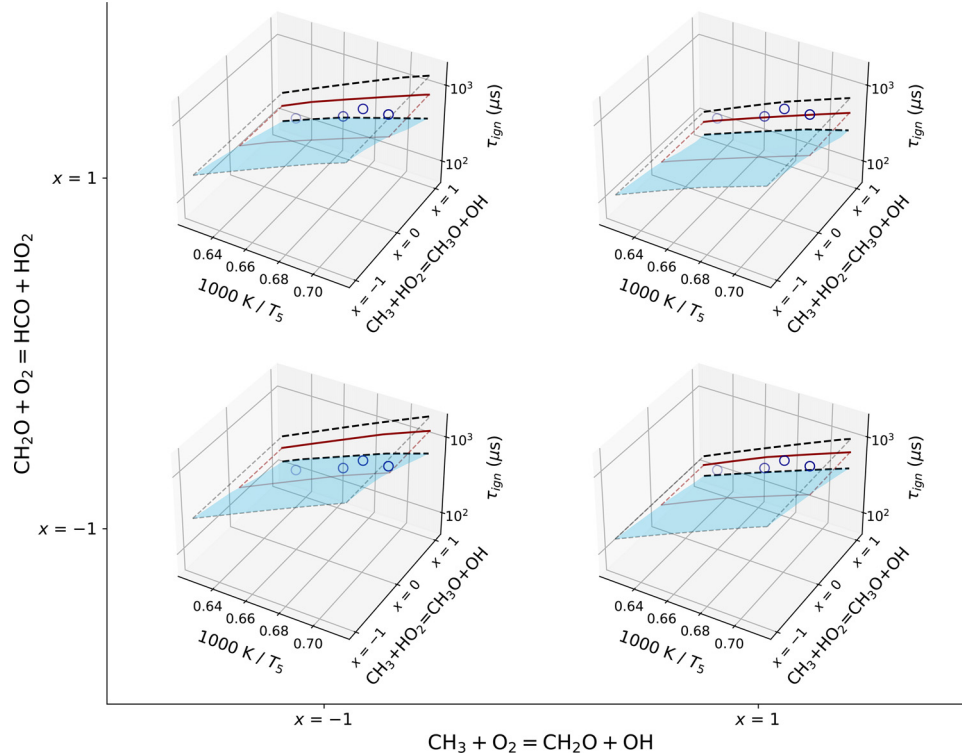 CH₂O + O₂ = HCO + HO₂
x = 1
x = −1
10³
10²
τᵢgₙ (μs)
0.64
0.66
0.68
0.70
1000 K / T₅
x = −1
x = 0
x = 1
CH₃+HO₂=CH₃O+OH
10³
10²
τᵢgₙ (μs)
0.64
0.66
0.68
0.70
1000 K / T₅
x = −1
x = 0
x = 1
CH₃+HO₂=CH₃O+OH
10³
10²
τᵢgₙ (μs)
0.64
0.66
0.68
0.70
1000 K / T₅
x = −1
x = 0
x = 1
CH₃+HO₂=CH₃O+OH
10³
10²
τᵢgₙ (μs)
0.64
0.66
0.68
0.70
1000 K / T₅
x = −1
x = 0
x = 1
CH₃+HO₂=CH₃O+OH
x = −1
x = 1
CH₃ + O₂ = CH₂O + OH